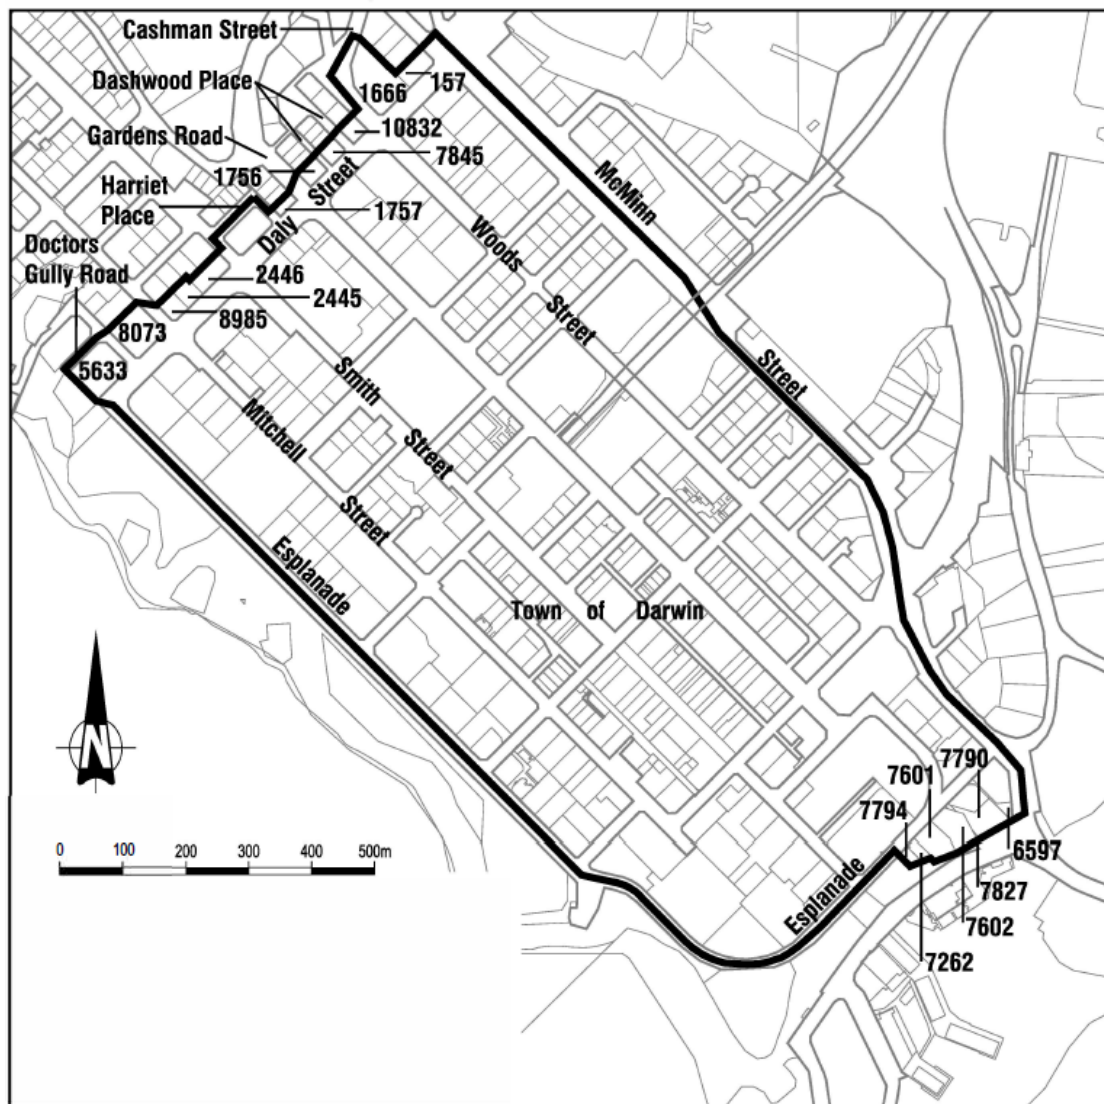 Cashman Street
Dashwood Place
1666
157
10832
Gardens Road
7845
1756
Street
Harriet
Place
1757
Daly
McMinn
Woods
Street
Doctors
Gully Road
2446
2445
8985
8073
5633
Smith
Street
Street
Mitchell
Street
Esplanade
Town of Darwin
N
7790
7601
7794
6597
Esplanade
7827
7602
7262
0 100 200 300 400 500m